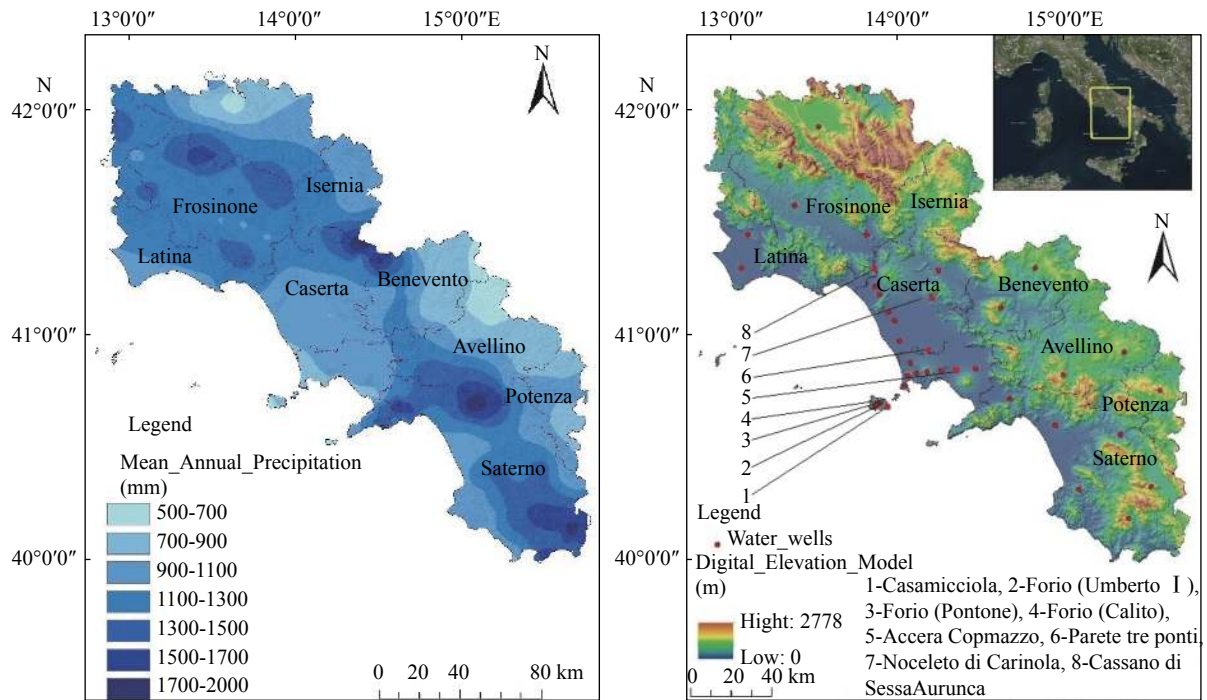 13°0′0″
14°0′0″
15°0′0″E
N
N
42°0′0″
41°0′0″
40°0′0″
Isernia
Frosinone
Latina
Benevento
Caserta
Avellino
Potenza
Saterno
Legend
Mean_Annual_Precipitation
(mm)
500-700
700-900
900-1100
1100-1300
1300-1500
1500-1700
1700-2000
0 20 40 80 km
13°0′0″
14°0′0″
15°0′0″E
N
N
42°0′0″
41°0′0″
40°0′0″
Frosinone
Isernia
Latina
Caserta
Benevento
Avellino
Potenza
Saterno
8
7
6
5
4
3
2
1
Legend
Water_wells
Digital_Elevation_Model
(m)
Hight: 2778
Low: 0
0 20 40 km
1-Casamicciola, 2-Forio (Umberto Ⅰ),
3-Forio (Pontone), 4-Forio (Calito),
5-Accera Copmazzo, 6-Parete tre ponti,
7-Noceleto di Carinola, 8-Cassano di
SessaAurunca